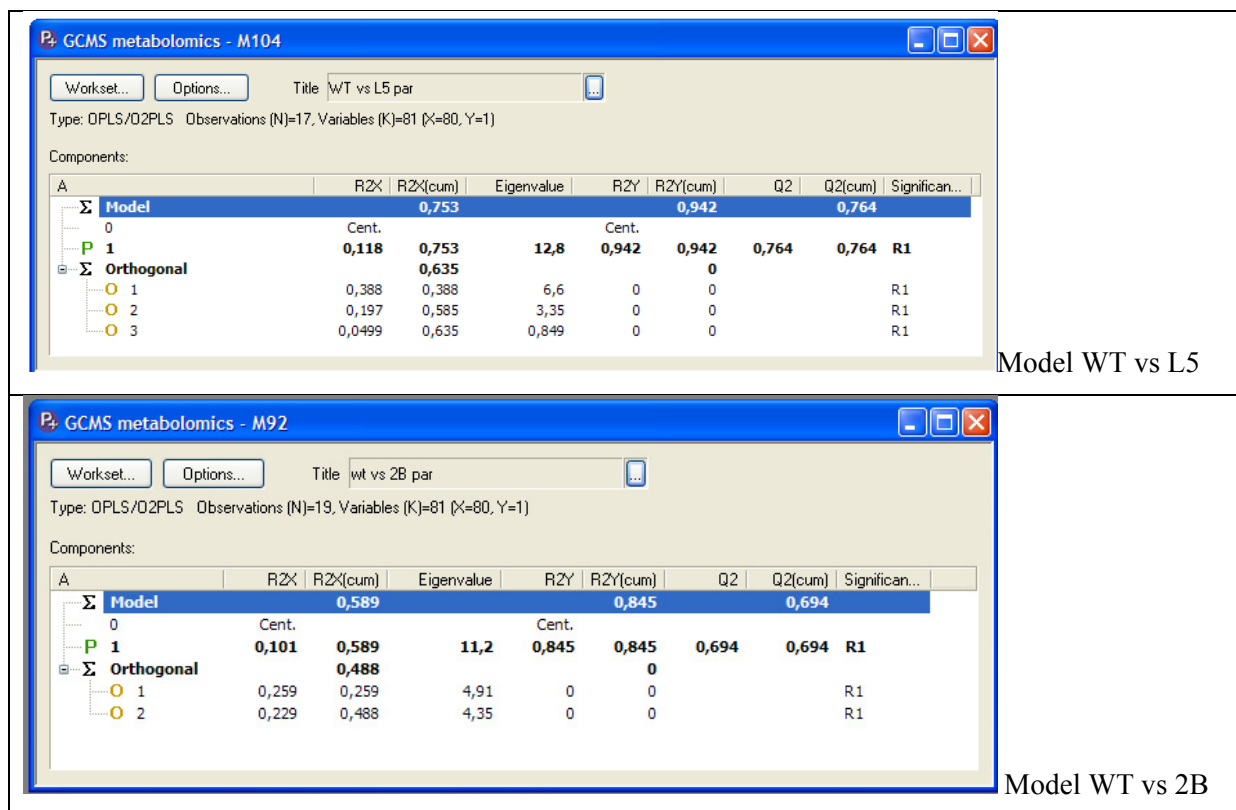 GCMS metabolomics - M104
Workset... Options... Title WT vs L5 par ...
Type: OPLS/O2PLS Observations (N)=17, Variables (K)=81 (X=80, Y=1)
Components:
A R2X R2X(cum) Eigenvalue R2Y R2Y(cum) Q2 Q2(cum) Significan...
Σ Model 0,753 0,942 0,764
0 Cent. Cent.
P 1 0,118 0,753 12,8 0,942 0,942 0,764 0,764 R1
Σ Orthogonal 0,635 0
O 1 0,388 0,388 6,6 0 0 R1
O 2 0,197 0,585 3,35 0 0 R1
O 3 0,0499 0,635 0,849 0 0 R1
Model WT vs L5
GCMS metabolomics - M92
Workset... Options... Title wt vs 2B par ...
Type: OPLS/O2PLS Observations (N)=19, Variables (K)=81 (X=80, Y=1)
Components:
A R2X R2X(cum) Eigenvalue R2Y R2Y(cum) Q2 Q2(cum) Significan...
Σ Model 0,589 0,845 0,694
0 Cent. Cent.
P 1 0,101 0,589 11,2 0,845 0,845 0,694 0,694 R1
Σ Orthogonal 0,488 0
O 1 0,259 0,259 4,91 0 0 R1
O 2 0,229 0,488 4,35 0 0 R1
Model WT vs 2B